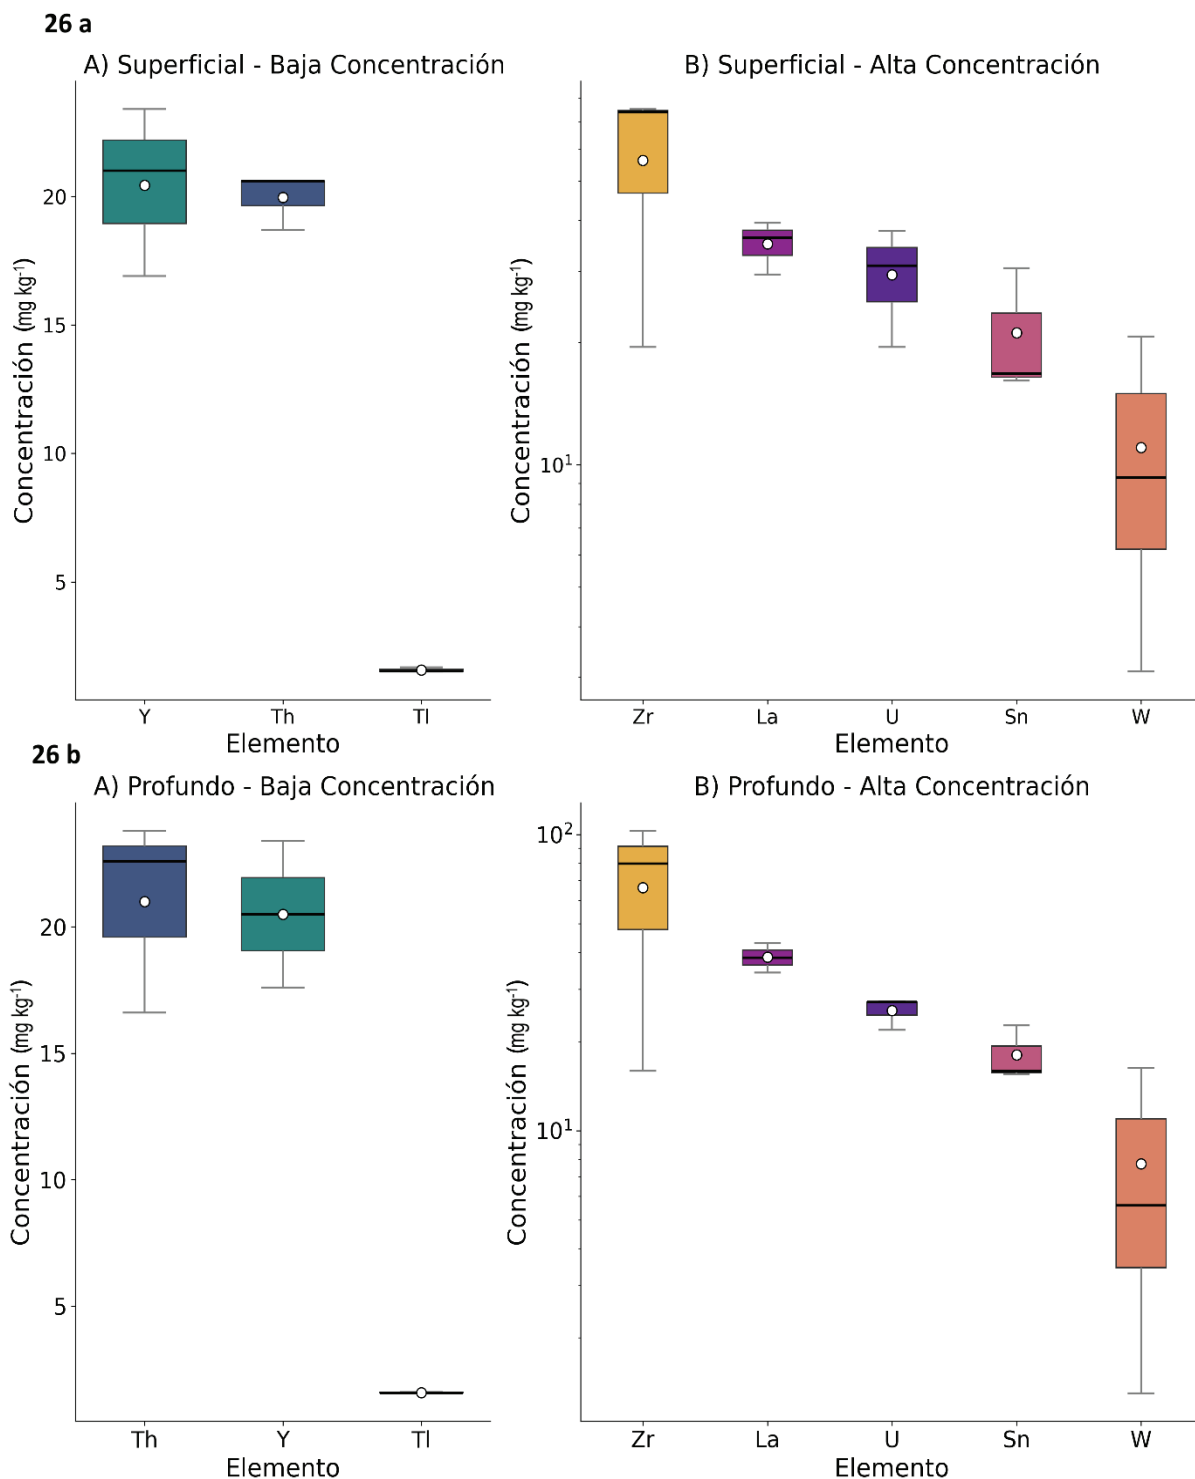 26 a
A) Superficial - Baja Concentración
Concentración (mg kg⁻¹)
20
15
10
5
Y Th Tl
Elemento
B) Superficial - Alta Concentración
Concentración (mg kg⁻¹)
10¹
Zr La U Sn W
Elemento
26 b
A) Profundo - Baja Concentración
Concentración (mg kg⁻¹)
20
15
10
5
Th Y Tl
Elemento
B) Profundo - Alta Concentración
Concentración (mg kg⁻¹)
10²
10¹
Zr La U Sn W
Elemento